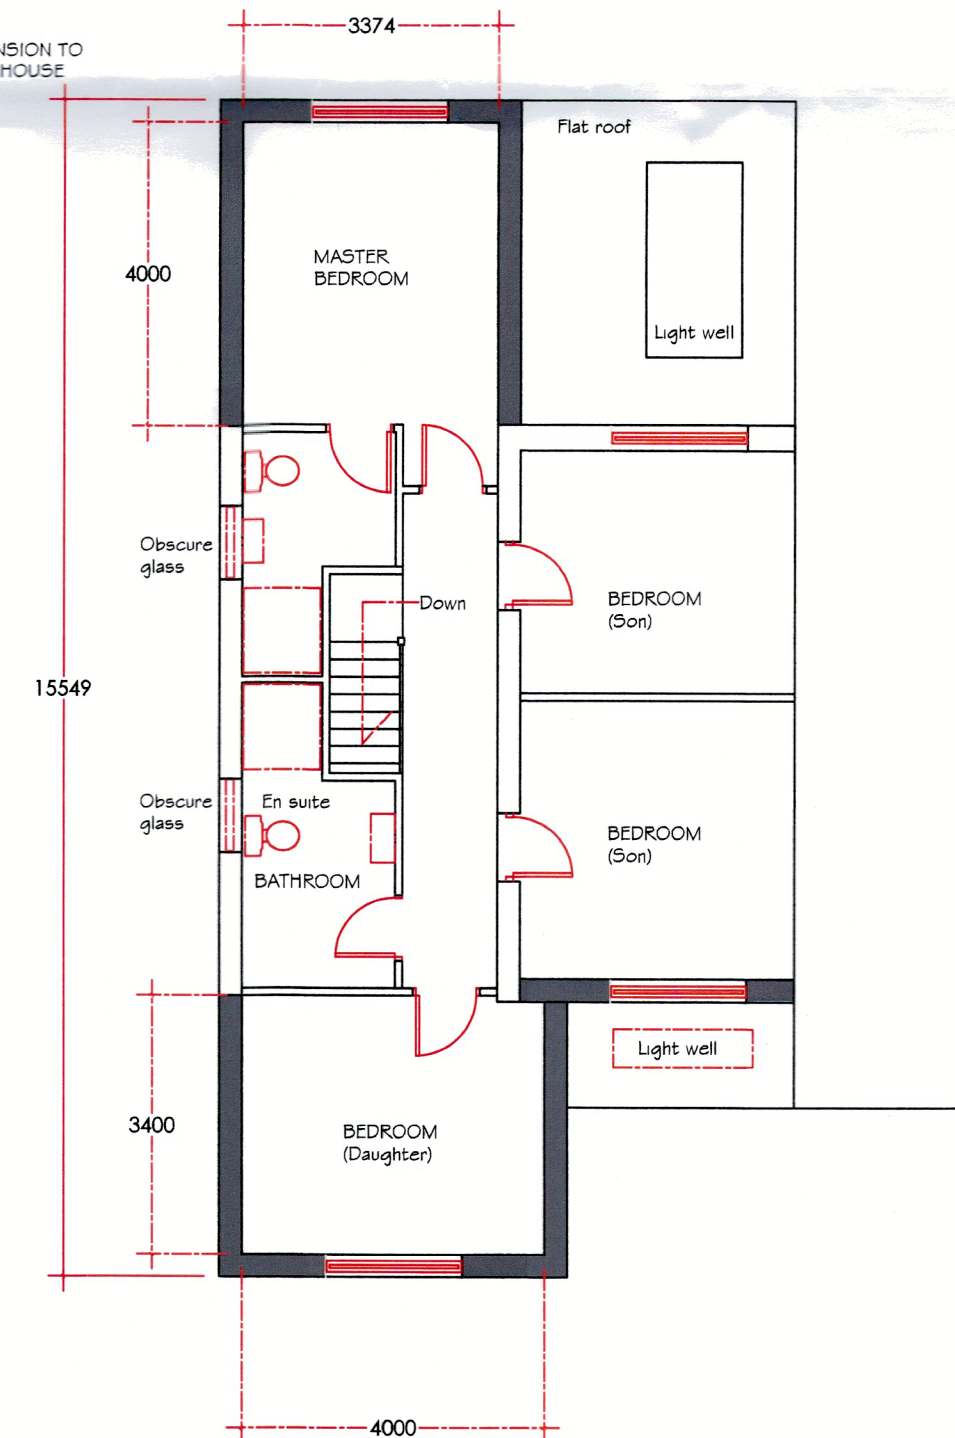 NSION TO
HOUSE
3374
Flat roof
4000
MASTER
BEDROOM
Light well
Obscure
glass
Down
BEDROOM
(Son)
15549
Obscure
glass
En suite
BATHROOM
BEDROOM
(Son)
Light well
3400
BEDROOM
(Daughter)
4000